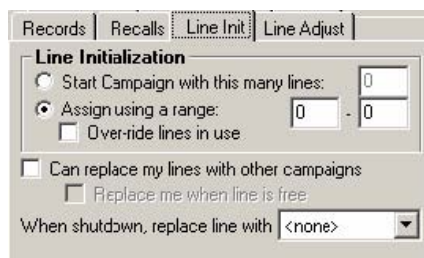 Records Recalls Line Init Line Adjust
Line Initialization
Start Campaign with this many lines: 0
Assign using a range: 0 - 0
Over-ride lines in use
Can replace my lines with other campaigns
Replace me when line is free
When shutdown, replace line with <none>